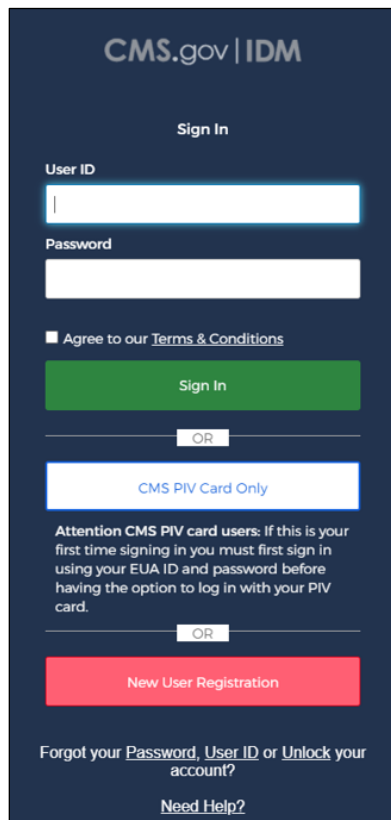 CMS.gov|IDM
Sign In
User ID
Password
Agree to our Terms & Conditions
Sign In
OR
CMS PIV Card Only
Attention CMS PIV card users: If this is your
first time signing in you must first sign in
using your EUA ID and password before
having the option to log in with your PIV
card.
OR
New User Registration
Forgot your Password, User ID or Unlock your
account?
Need Help?